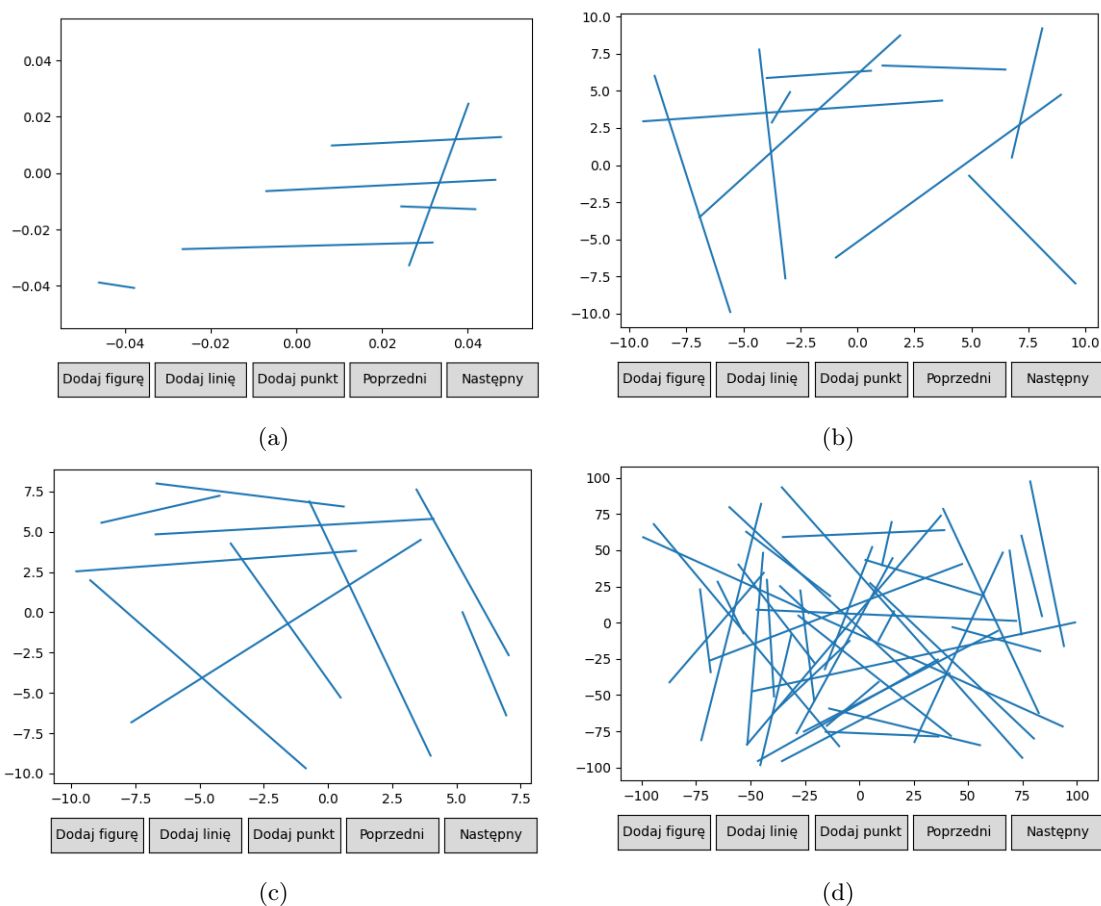 0.04
0.02
0.00
−0.02
−0.04
−0.04 −0.02 0.00 0.02 0.04
Dodaj figurę Dodaj linię Dodaj punkt Poprzedni Następny
(a)
10.0
7.5
5.0
2.5
0.0
−2.5
−5.0
−7.5
−10.0
−10.0 −7.5 −5.0 −2.5 0.0 2.5 5.0 7.5 10.0
Dodaj figurę Dodaj linię Dodaj punkt Poprzedni Następny
(b)
7.5
5.0
2.5
0.0
−2.5
−5.0
−7.5
−10.0
−10.0 −7.5 −5.0 −2.5 0.0 2.5 5.0 7.5
Dodaj figurę Dodaj linię Dodaj punkt Poprzedni Następny
(c)
100
75
50
25
0
−25
−50
−75
−100
−100 −75 −50 −25 0 25 50 75 100
Dodaj figurę Dodaj linię Dodaj punkt Poprzedni Następny
(d)